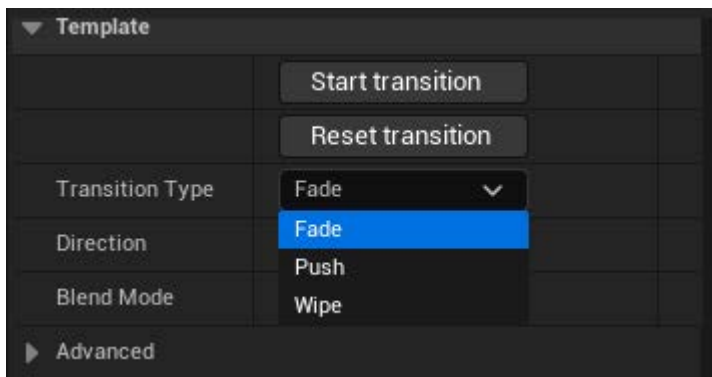 Template
Start transition
Reset transition
Transition Type Fade
Fade
Direction
Push
Blend Mode
Wipe
Advanced